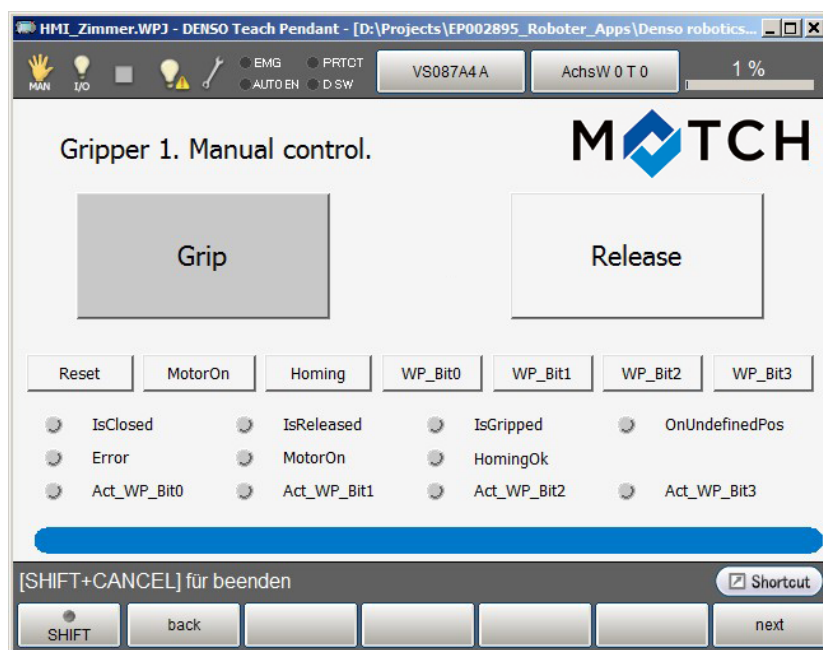 HMI_Zimmer.WPJ - DENSO Teach Pendant - [D:\Projects\EP002895_Roboter_Apps\Denso robotics...
MAN I/O EMG PRTCT AUTO EN D SW VS087A4 A AchsW 0 T 0 1 %
Gripper 1. Manual control.
MATCH
Grip Release
Reset MotorOn Homing WP_Bit0 WP_Bit1 WP_Bit2 WP_Bit3
IsClosed IsReleased IsGripped OnUndefinedPos
Error MotorOn HomingOk
Act_WP_Bit0 Act_WP_Bit1 Act_WP_Bit2 Act_WP_Bit3
[SHIFT+CANCEL] für beenden Shortcut
SHIFT back next